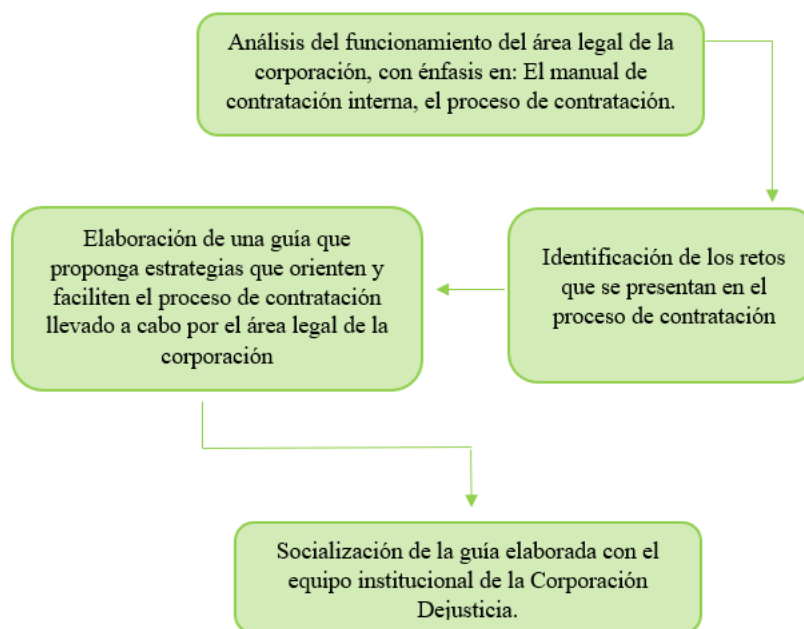 Análisis del funcionamiento del área legal de la
corporación, con énfasis en: El manual de
contratación interna, el proceso de contratación.
Identificación de los retos
que se presentan en el
proceso de contratación
Elaboración de una guía que
proponga estrategias que orienten y
faciliten el proceso de contratación
llevado a cabo por el área legal de la
corporación
Socialización de la guía elaborada con el
equipo institucional de la Corporación
Dejusticia.